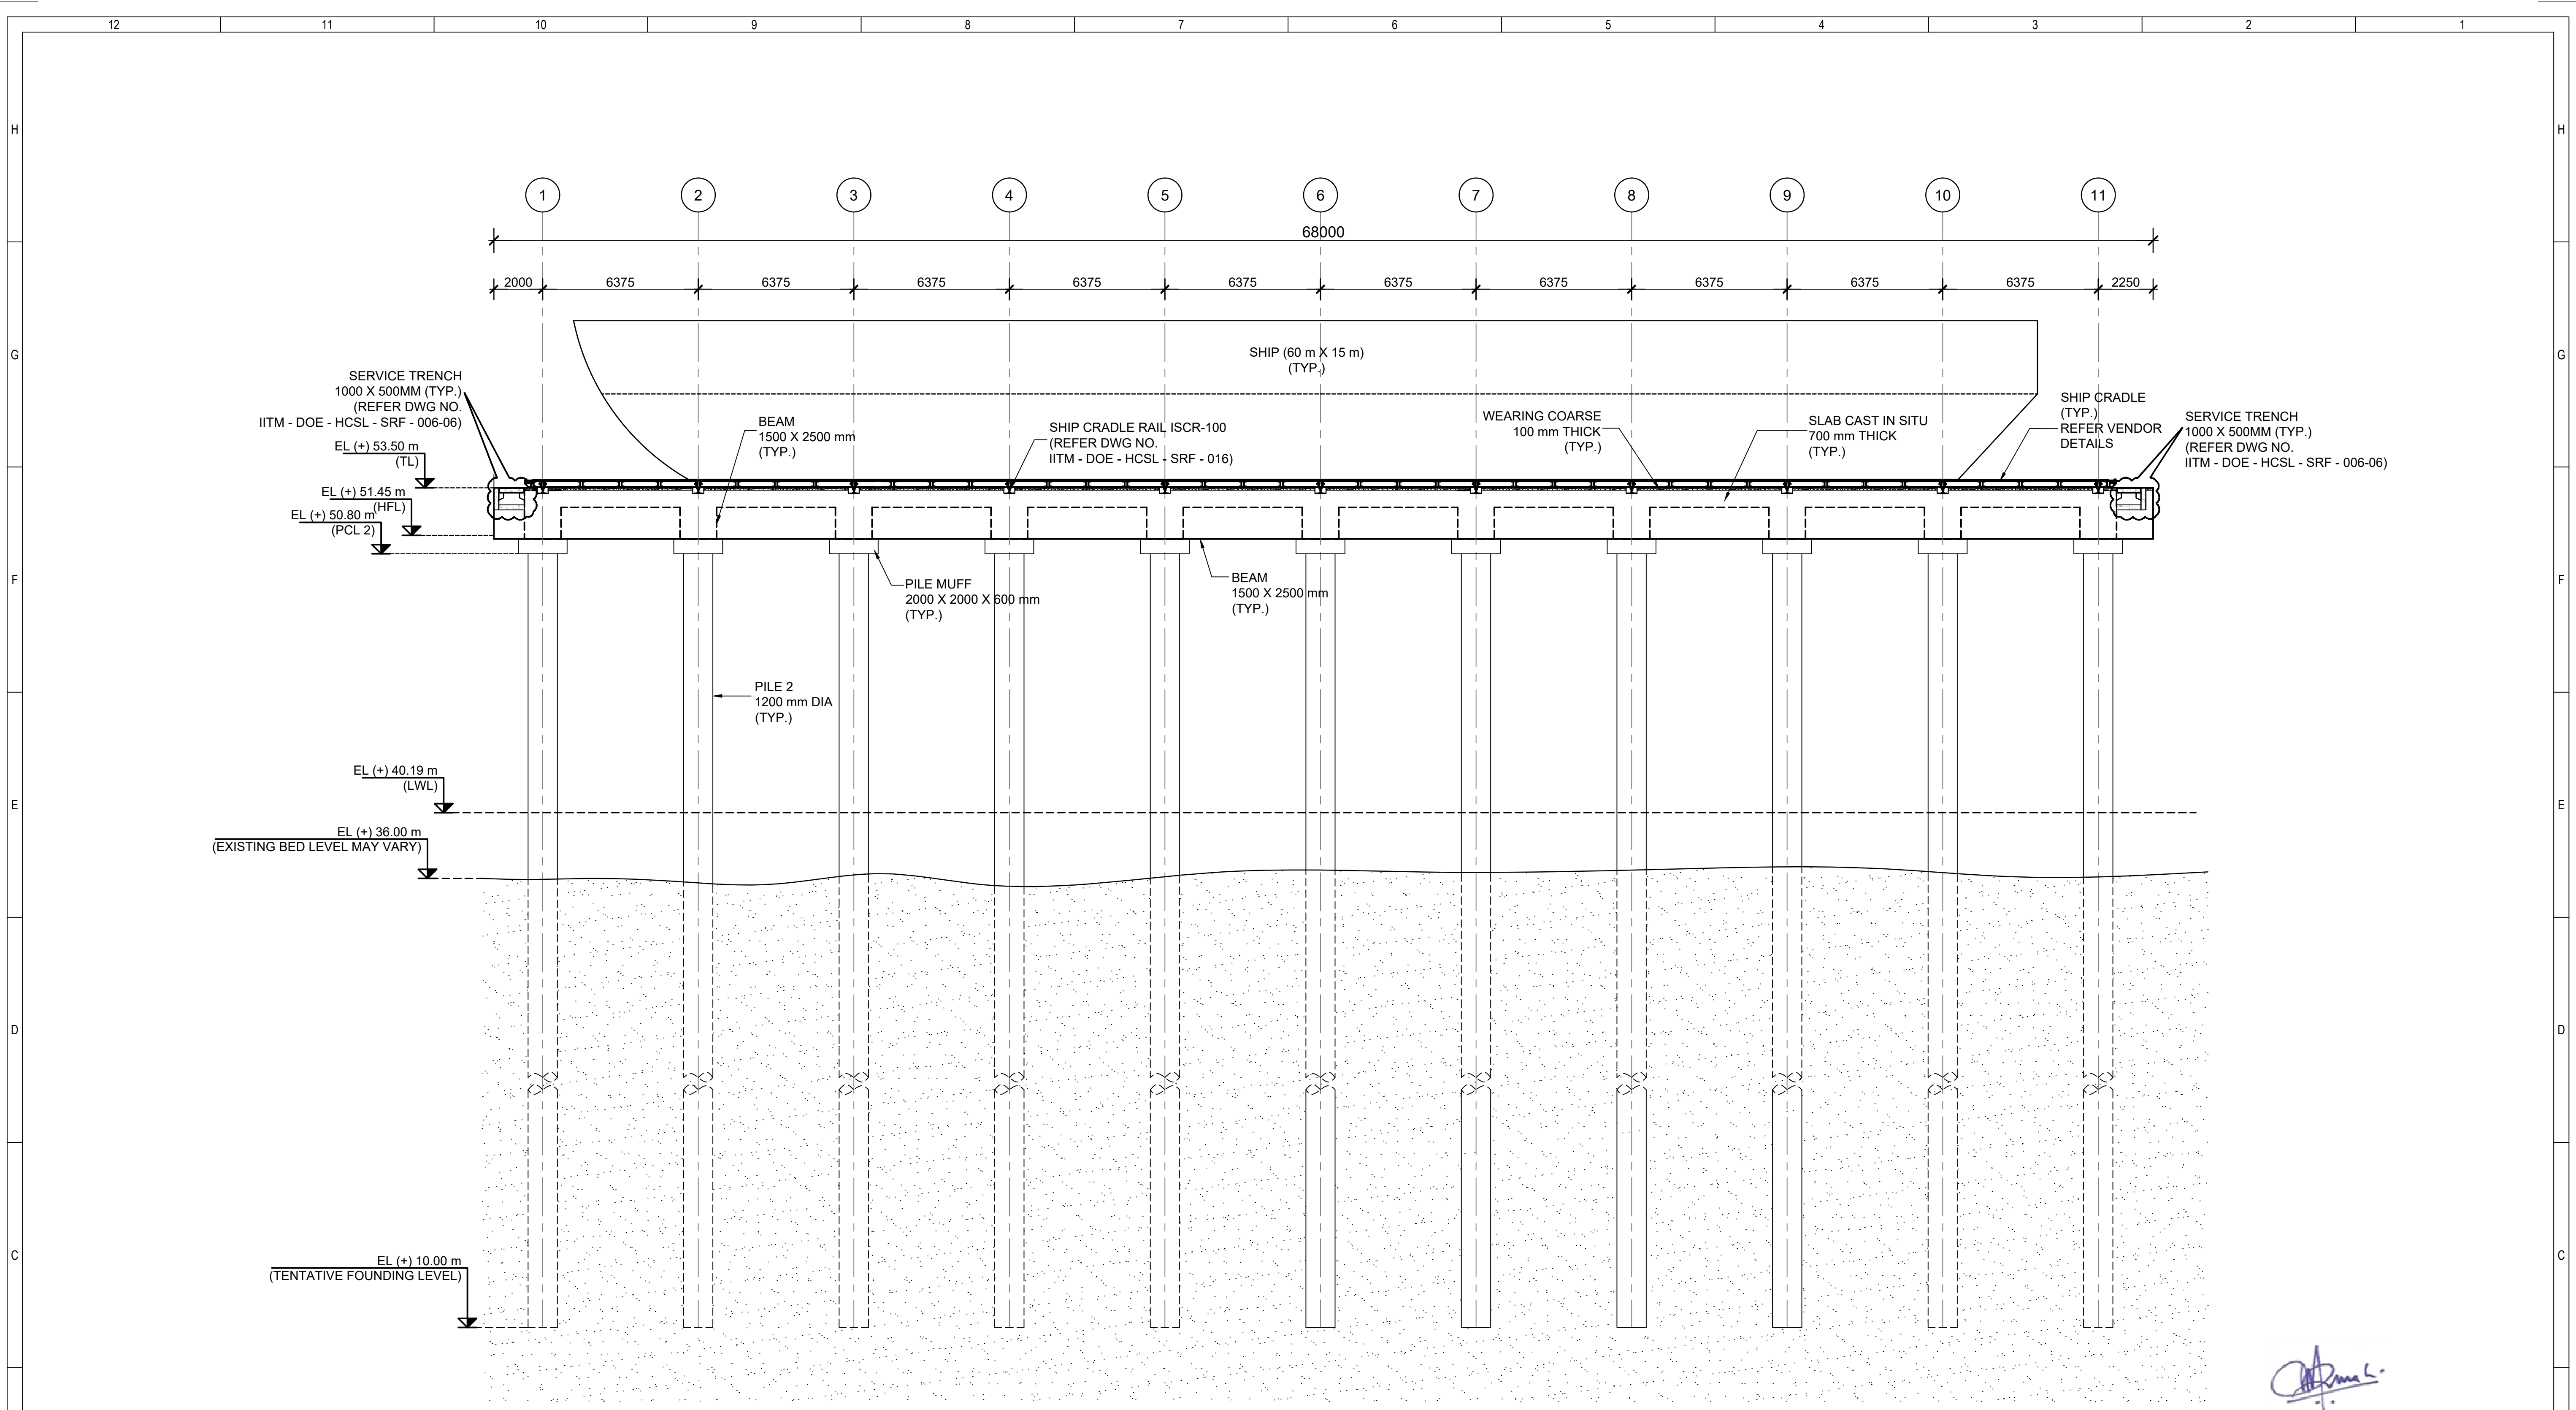 12 11 10 9 8 7 6 5 4 3 2 1
H H
1 2 3 4 5 6 7 8 9 10 11
68000
2000 6375 6375 6375 6375 6375 6375 6375 6375 6375 6375 2250
G G
SHIP (60 m X 15 m)
(TYP.)
SERVICE TRENCH
1000 X 500MM (TYP.)
(REFER DWG NO.
IITM - DOE - HCSL - SRF - 006-06)
BEAM
1500 X 2500 mm
(TYP.)
SHIP CRADLE RAIL ISCR-100
(REFER DWG NO.
IITM - DOE - HCSL - SRF - 016)
WEARING COARSE
100 mm THICK
(TYP.)
SLAB CAST IN SITU
700 mm THICK
(TYP.)
SHIP CRADLE
(TYP.)
REFER VENDOR
DETAILS
SERVICE TRENCH
1000 X 500MM (TYP.)
(REFER DWG NO.
IITM - DOE - HCSL - SRF - 006-06)
EL (+) 53.50 m
(TL)
EL (+) 51.45 m
(HFL)
EL (+) 50.80 m
(PCL 2)
F F
PILE MUFF
2000 X 2000 X 600 mm
(TYP.)
BEAM
1500 X 2500 mm
(TYP.)
PILE 2
1200 mm DIA
(TYP.)
EL (+) 40.19 m
(LWL)
E E
EL (+) 36.00 m
(EXISTING BED LEVEL MAY VARY)
D D
C C
EL (+) 10.00 m
(TENTATIVE FOUNDING LEVEL)